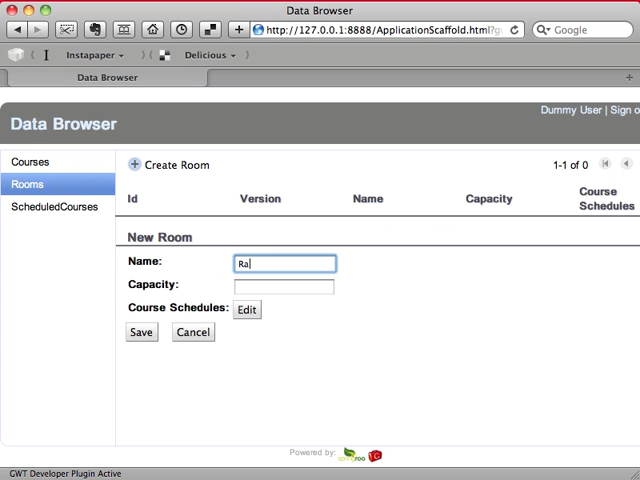 Data Browser
http://127.0.0.1:8888/ApplicationScaffold.html?g
Google
Instapaper
Delicious
Data Browser
Dummy User | Sign o
Data Browser
Courses
Rooms
ScheduledCourses
Create Room
1-1 of 0
Id Version Name Capacity Course Schedules
New Room
Name: Ra
Capacity:
Course Schedules: Edit
Save Cancel
Powered by:
GWT Developer Plugin Active